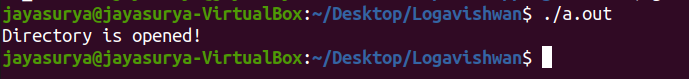 jayasurya@jayasurya-VirtualBox:~/Desktop/Logavishwan$ ./a.out
Directory is opened!
jayasurya@jayasurya-VirtualBox:~/Desktop/Logavishwan$